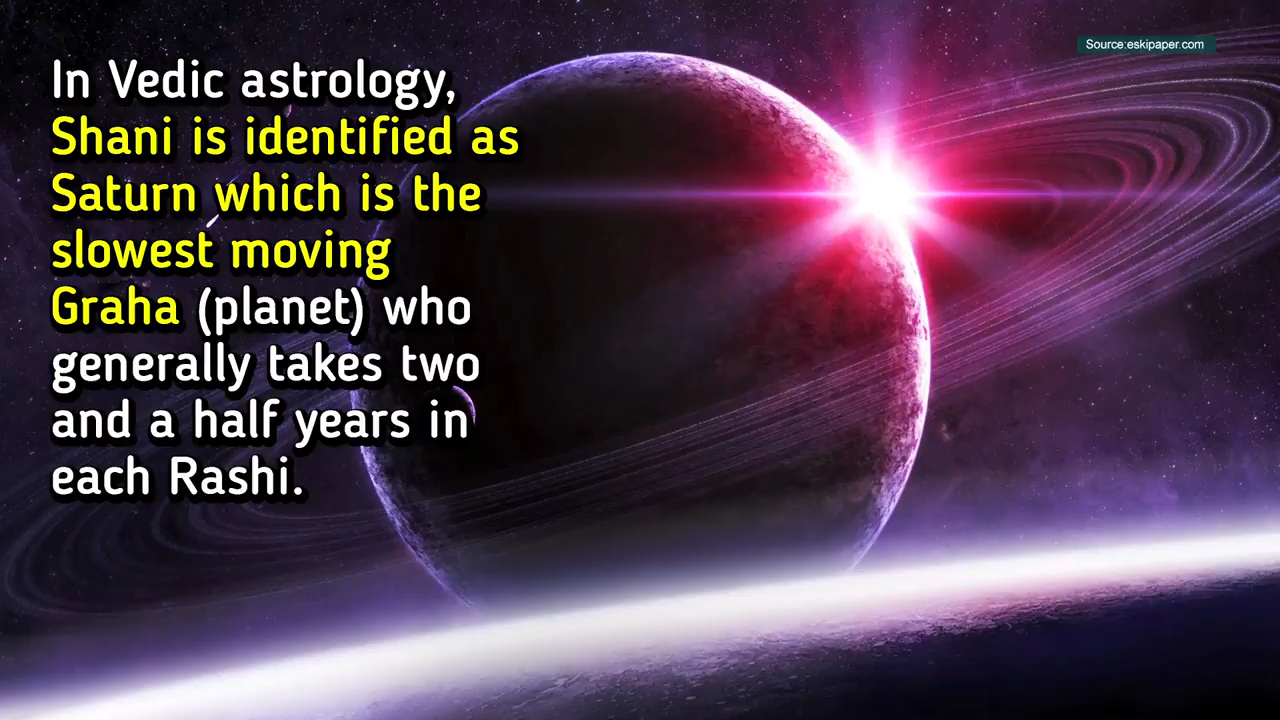 Source:eskipaper.com
In Vedic astrology,
Shani is identified as
Saturn which is the
slowest moving
Graha (planet) who
generally takes two
and a half years in
each Rashi.